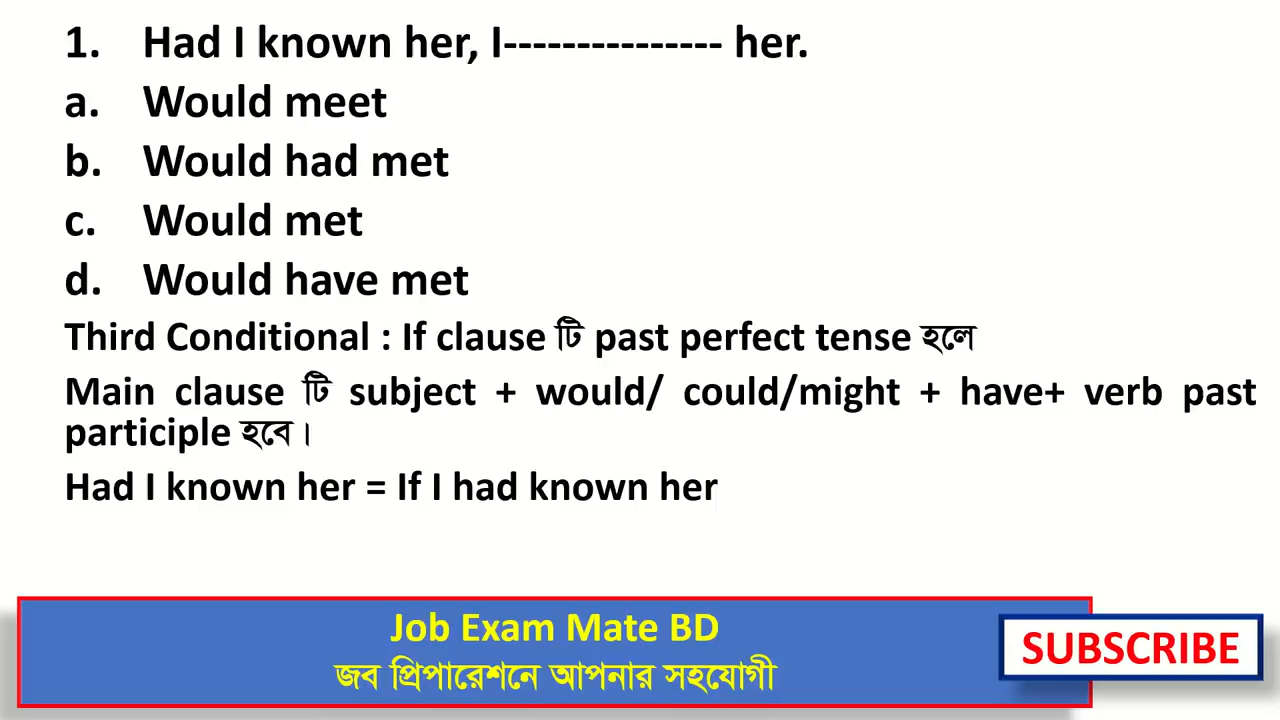 1. Had I known her, I--------------- her.
a. Would meet
b. Would had met
c. Would met
d. Would have met
Third Conditional : If clause টি past perfect tense হলে
Main clause টি subject + would/ could/might + have+ verb past
participle হবে।
Had I known her = If I had known her
Job Exam Mate BD
জব প্রিপারেশনে আপনার সহযোগী
SUBSCRIBE